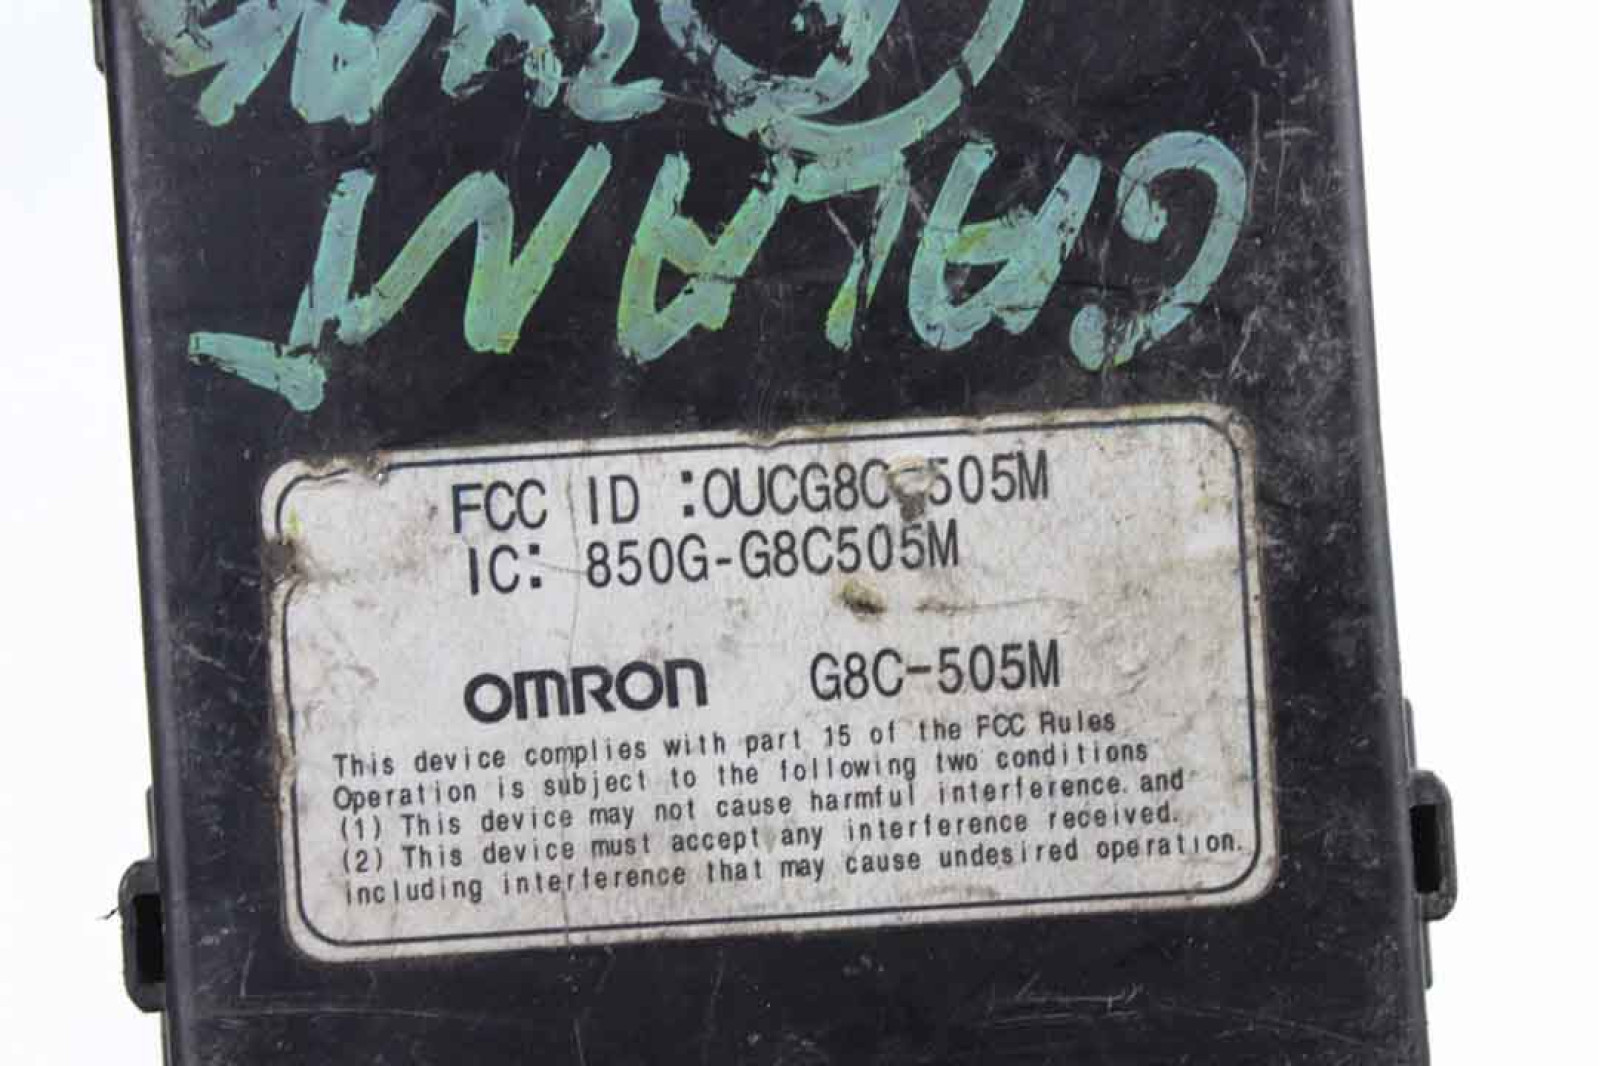 GALANT
FCC ID :OUCG8C-505M
IC: 850G-G8C505M
OMRON G8C-505M
This device complies with part 15 of the FCC Rules
Operation is subject to the following two conditions
(1) This device may not cause harmful interference. and
(2) This device must accept any interference received.
including interference that may cause undesired operation.